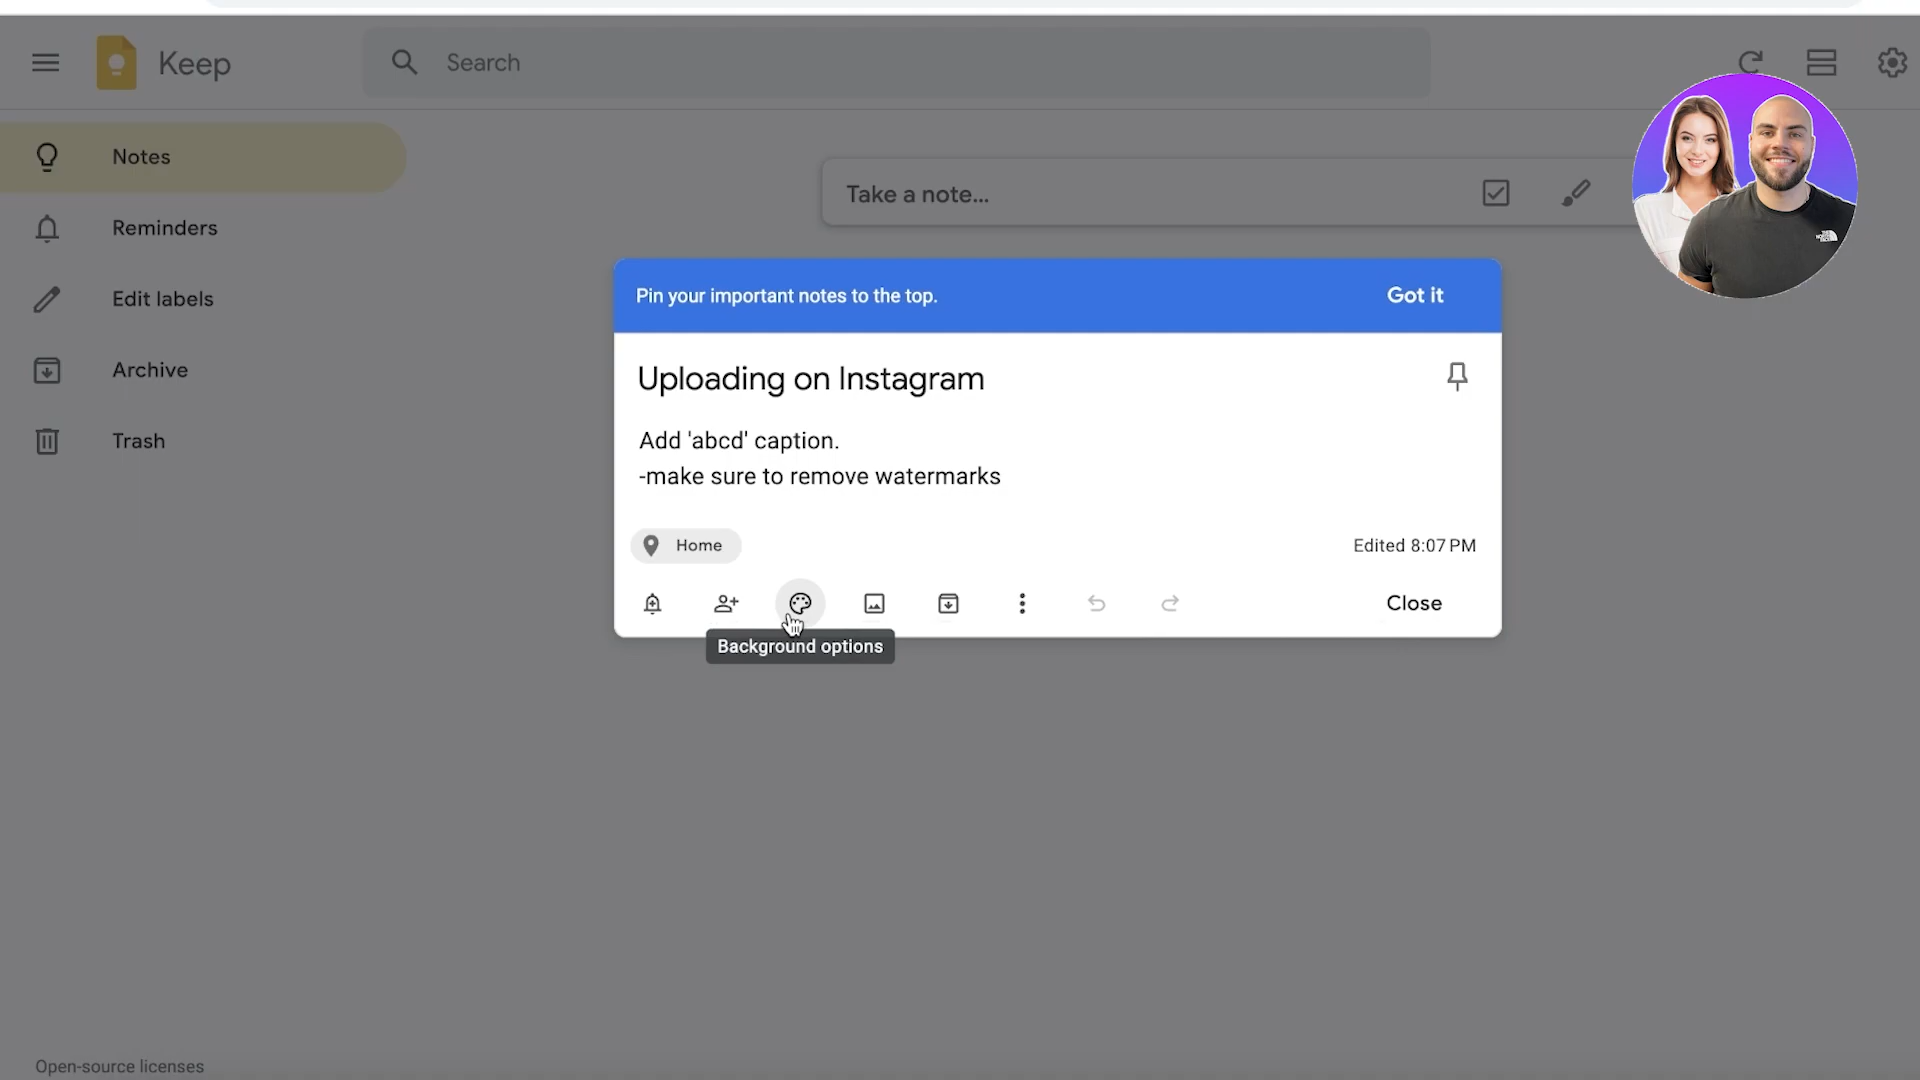 Keep
Search
Notes
Reminders
Edit labels
Archive
Trash
Take a note...
Pin your important notes to the top.
Got it
Uploading on Instagram
Add 'abcd' caption.
-make sure to remove watermarks
Home
Edited 8:07 PM
Close
Background options
Open-source licenses